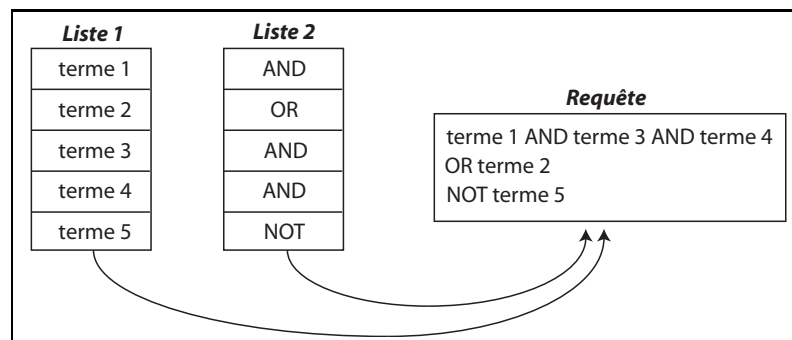 Liste 1
terme 1
terme 2
terme 3
terme 4
terme 5
Liste 2
AND
OR
AND
AND
NOT
Requête
terme 1 AND terme 3 AND terme 4
OR terme 2
NOT terme 5